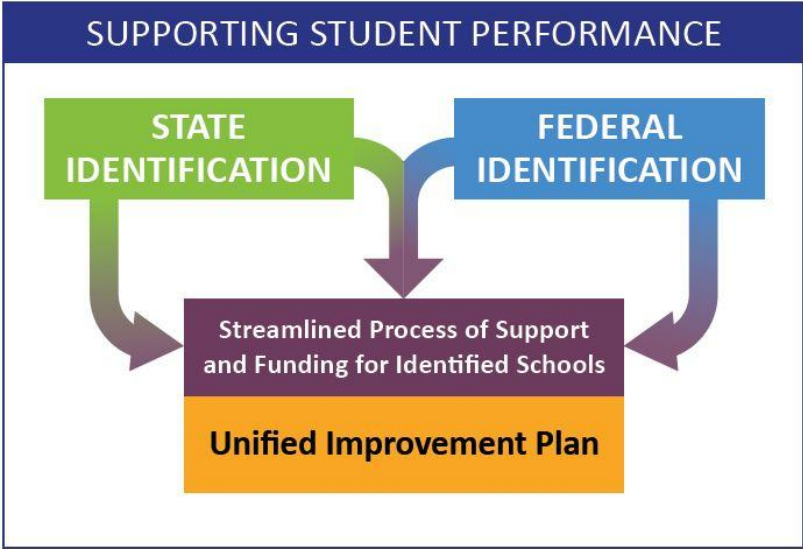 SUPPORTING STUDENT PERFORMANCE
STATE
IDENTIFICATION
FEDERAL
IDENTIFICATION
Streamlined Process of Support
and Funding for Identified Schools
Unified Improvement Plan